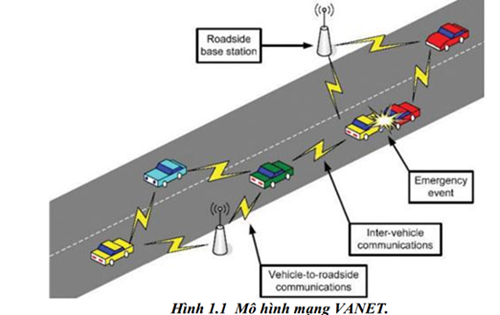 Roadside
base station
Emergency
event
Inter-vehicle
communications
Vehicle-to-roadside
communications
Hình 1.1 Mô hình mạng VANET.